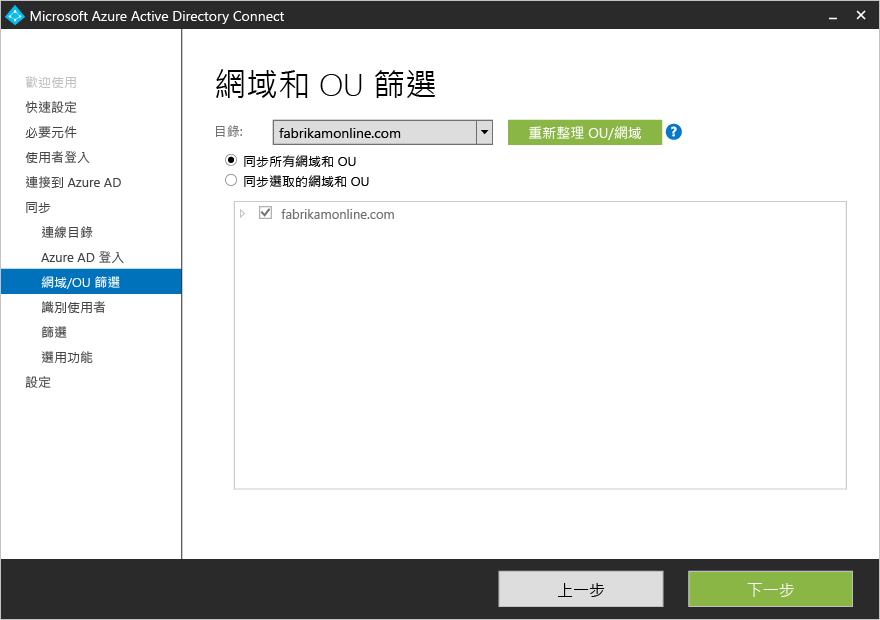 Microsoft Azure Active Directory Connect
歡迎使用
快速設定
必要元件
使用者登入
連接到 Azure AD
同步
連線目錄
Azure AD 登入
網域/OU 篩選
識別使用者
篩選
選用功能
設定
網域和 OU 篩選
目錄: fabrikamonline.com 重新整理 OU/網域 ?
同步所有網域和 OU
同步選取的網域和 OU
fabrikamonline.com
上一步 下一步